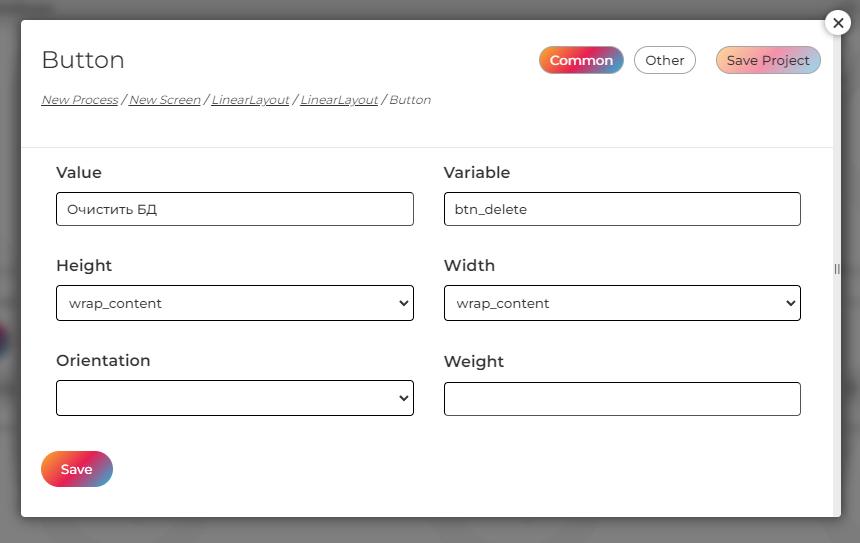 Button
Common Other Save Project
New Process / New Screen / LinearLayout / LinearLayout / Button
Value Variable
Очистить БД btn_delete
Height Width
wrap_content wrap_content
Orientation Weight
Save